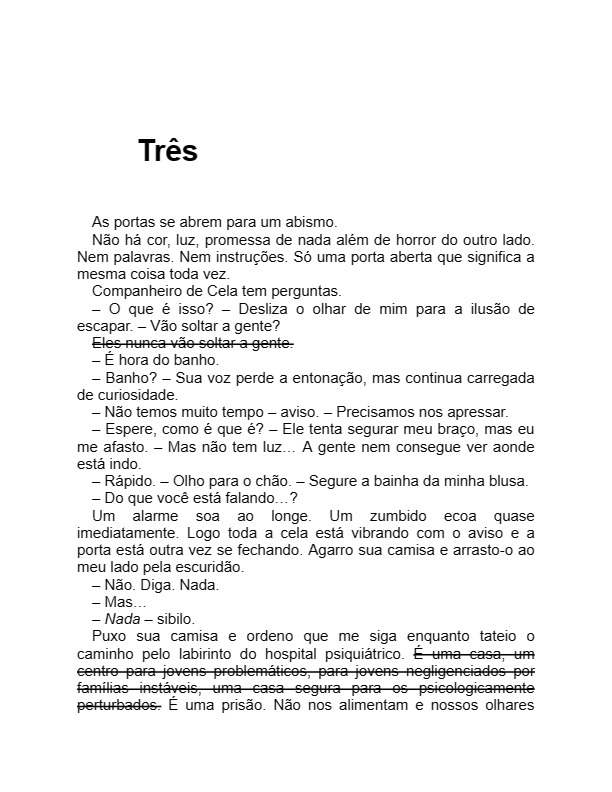 Três
As portas se abrem para um abismo.
Não há cor, luz, promessa de nada além de horror do outro lado.
Nem palavras. Nem instruções. Só uma porta aberta que significa a
mesma coisa toda vez.
Companheiro de Cela tem perguntas.
– O que é isso? – Desliza o olhar de mim para a ilusão de
escapar. – Vão soltar a gente?
Eles nunca vão soltar a gente.
– É hora do banho.
– Banho? – Sua voz perde a entonação, mas continua carregada
de curiosidade.
– Não temos muito tempo – aviso. – Precisamos nos apressar.
– Espere, como é que é? – Ele tenta segurar meu braço, mas eu
me afasto. – Mas não tem luz… A gente nem consegue ver aonde
está indo.
– Rápido. – Olho para o chão. – Segure a bainha da minha blusa.
– Do que você está falando…?
Um alarme soa ao longe. Um zumbido ecoa quase
imediatamente. Logo toda a cela está vibrando com o aviso e a
porta está outra vez se fechando. Agarro sua camisa e arrasto-o ao
meu lado pela escuridão.
– Não. Diga. Nada.
– Mas…
– Nada – sibilo.
Puxo sua camisa e ordeno que me siga enquanto tateio o
caminho pelo labirinto do hospital psiquiátrico. É uma casa, um
centro para jovens problemáticos, para jovens negligenciados por
famílias instáveis, uma casa segura para os psicologicamente
perturbados. É uma prisão. Não nos alimentam e nossos olhares